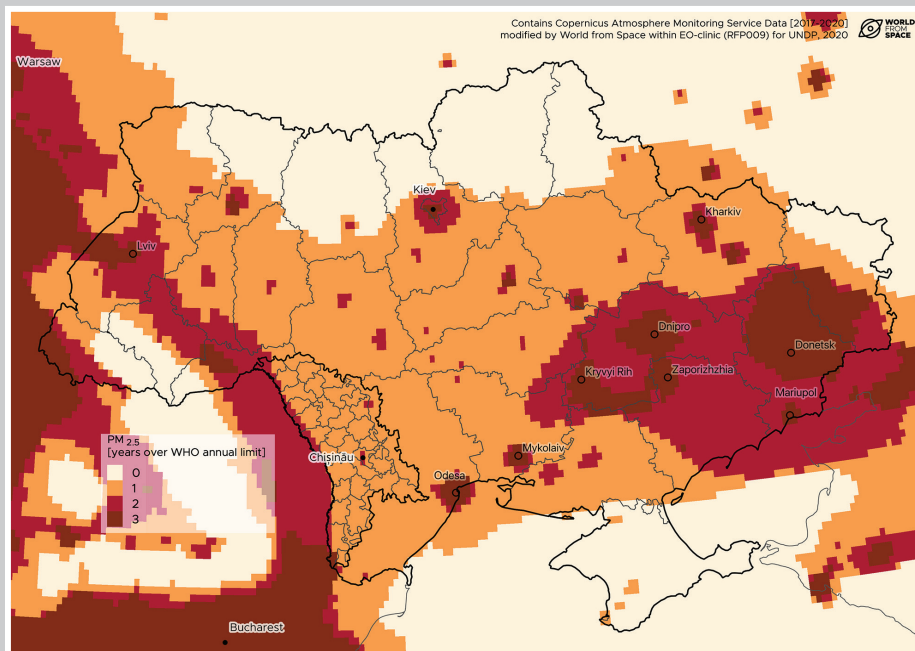 Contains Copernicus Atmosphere Monitoring Service Data [2017-2020]
modified by World from Space within EO-clinic (RFP009) for UNDP, 2020
WORLD
FROM
SPACE
Warsaw
Kiev
Kharkiv
Lviv
Dnipro
Donetsk
Kryvyi Rih
Zaporizhzhia
Mariupol
PM 2.5
[years over WHO annual limit]
0
1
2
3
Chișinău
Mykolaiv
Odesa
Bucharest